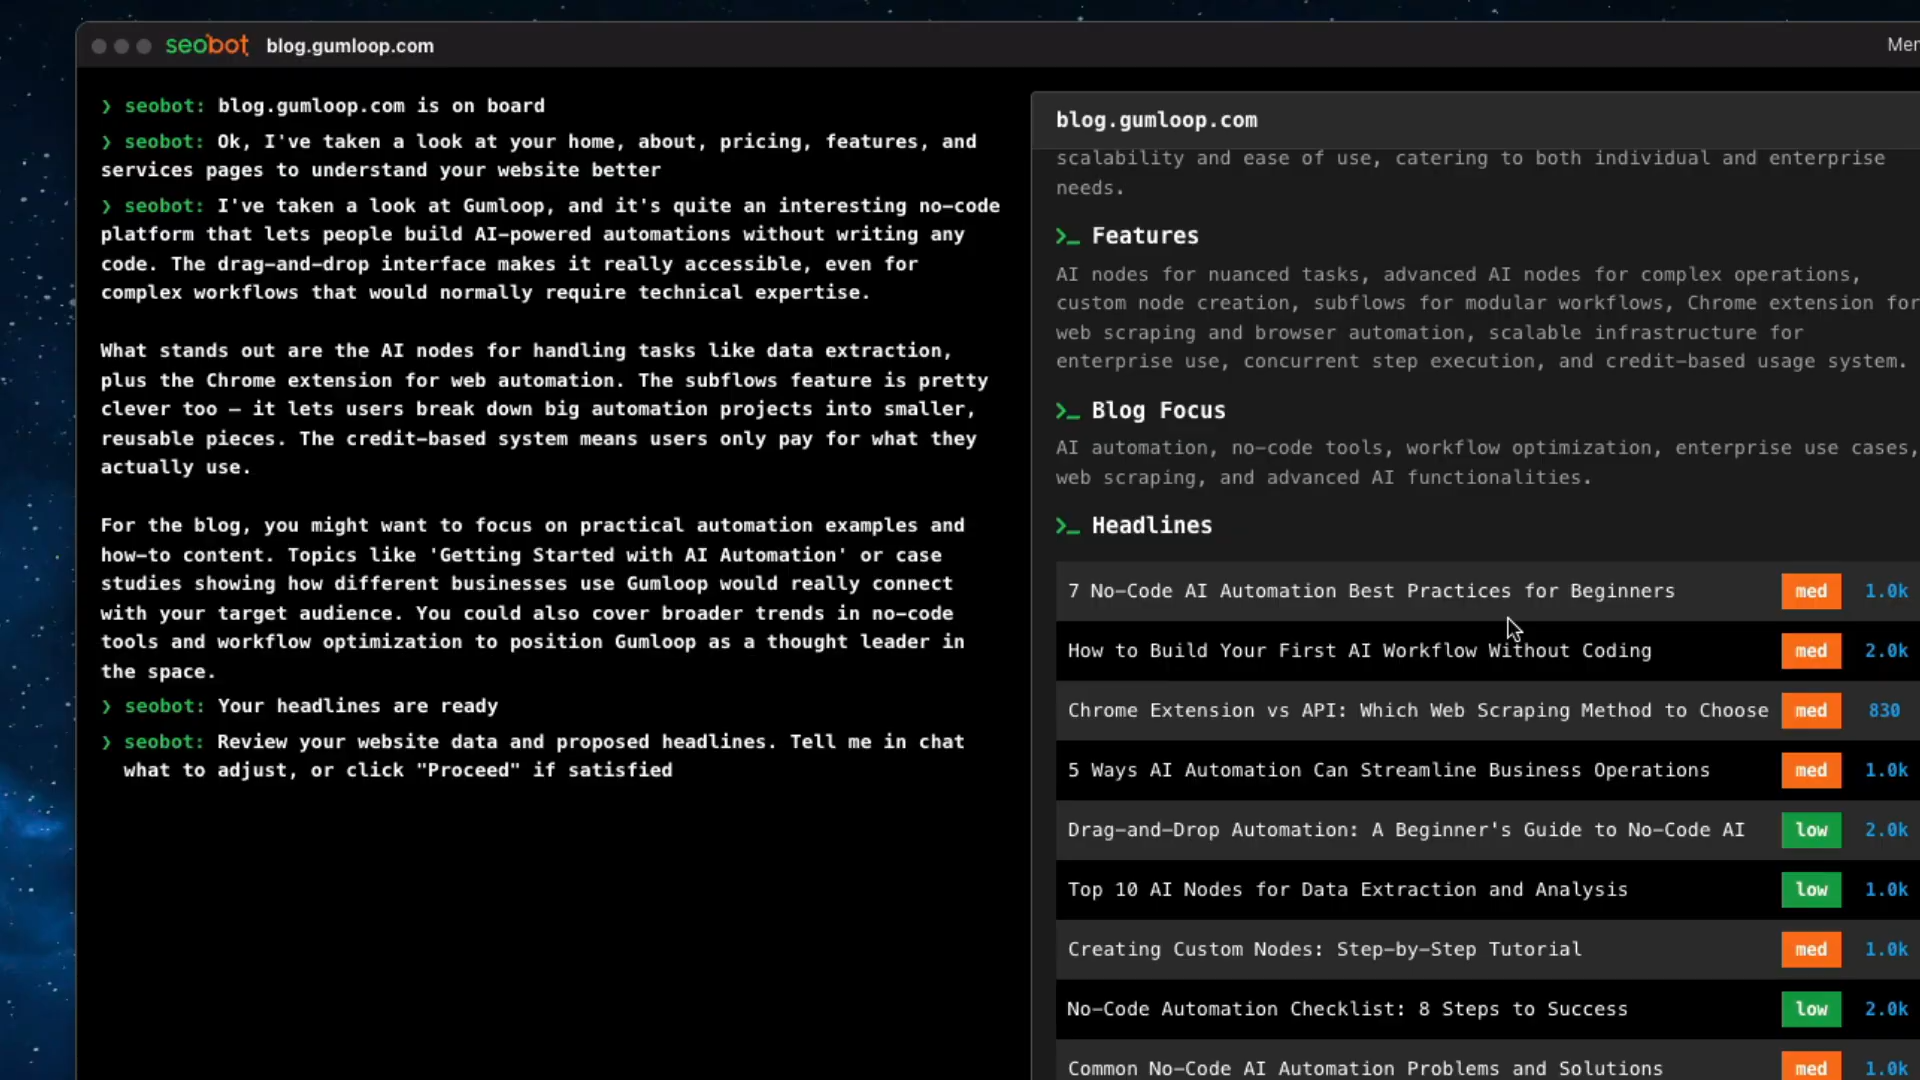 seobot blog.gumloop.com
Men
❯ seobot: blog.gumloop.com is on board
❯ seobot: Ok, I've taken a look at your home, about, pricing, features, and
services pages to understand your website better
❯ seobot: I've taken a look at Gumloop, and it's quite an interesting no-code
platform that lets people build AI-powered automations without writing any
code. The drag-and-drop interface makes it really accessible, even for
complex workflows that would normally require technical expertise.
What stands out are the AI nodes for handling tasks like data extraction,
plus the Chrome extension for web automation. The subflows feature is pretty
clever too – it lets users break down big automation projects into smaller,
reusable pieces. The credit-based system means users only pay for what they
actually use.
For the blog, you might want to focus on practical automation examples and
how-to content. Topics like 'Getting Started with AI Automation' or case
studies showing how different businesses use Gumloop would really connect
with your target audience. You could also cover broader trends in no-code
tools and workflow optimization to position Gumloop as a thought leader in
the space.
❯ seobot: Your headlines are ready
❯ seobot: Review your website data and proposed headlines. Tell me in chat
what to adjust, or click "Proceed" if satisfied
blog.gumloop.com
scalability and ease of use, catering to both individual and enterprise
needs.
>_ Features
AI nodes for nuanced tasks, advanced AI nodes for complex operations,
custom node creation, subflows for modular workflows, Chrome extension for
web scraping and browser automation, scalable infrastructure for
enterprise use, concurrent step execution, and credit-based usage system.
>_ Blog Focus
AI automation, no-code tools, workflow optimization, enterprise use cases,
web scraping, and advanced AI functionalities.
>_ Headlines
7 No-Code AI Automation Best Practices for Beginners med 1.0k
How to Build Your First AI Workflow Without Coding med 2.0k
Chrome Extension vs API: Which Web Scraping Method to Choose med 830
5 Ways AI Automation Can Streamline Business Operations med 1.0k
Drag-and-Drop Automation: A Beginner's Guide to No-Code AI low 2.0k
Top 10 AI Nodes for Data Extraction and Analysis low 1.0k
Creating Custom Nodes: Step-by-Step Tutorial med 1.0k
No-Code Automation Checklist: 8 Steps to Success low 2.0k
Common No-Code AI Automation Problems and Solutions med 1.0k